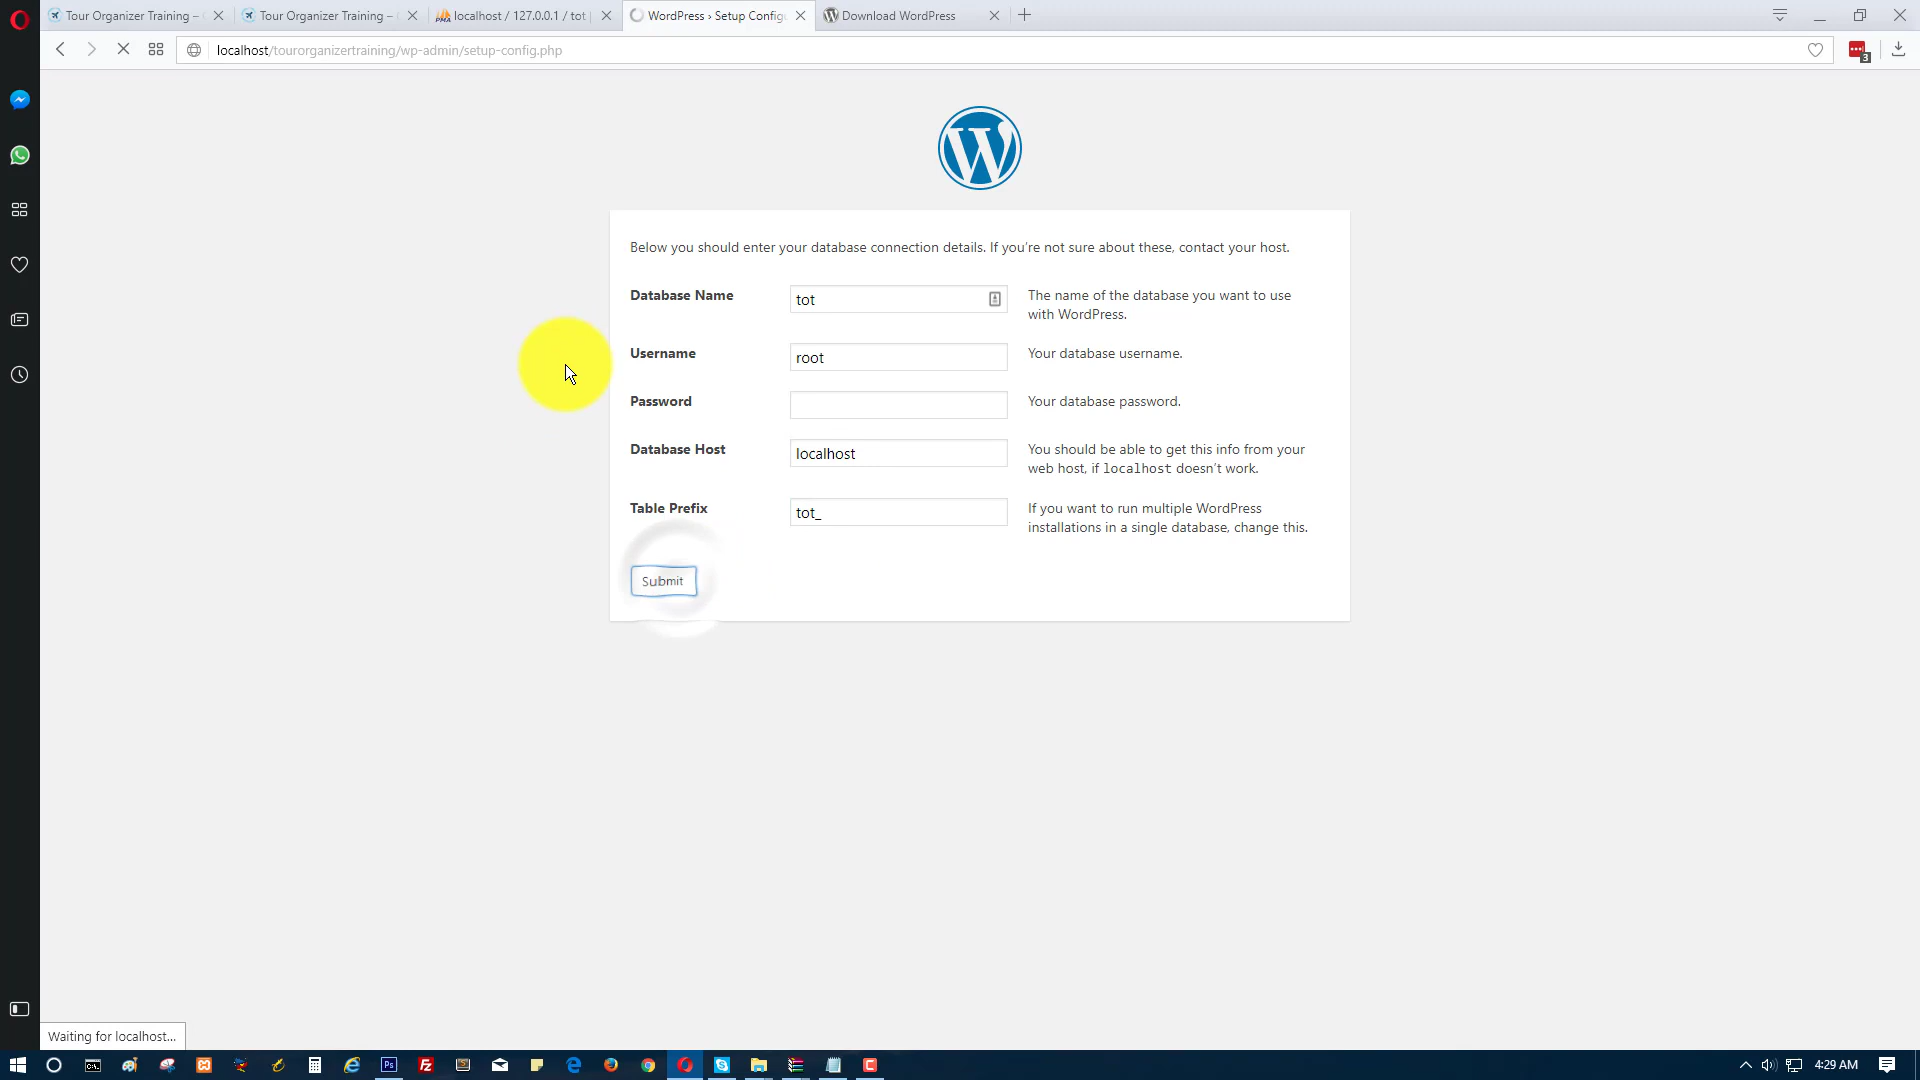 Tour Organizer Training –
Tour Organizer Training –
localhost / 127.0.0.1 / tot
WordPress › Setup Config
Download WordPress
localhost/tourorganizertraining/wp-admin/setup-config.php
3
Below you should enter your database connection details. If you're not sure about these, contact your host.
Database Name
tot
The name of the database you want to use
with WordPress.
Username
root
Your database username.
Password
Your database password.
Database Host
localhost
You should be able to get this info from your
web host, if localhost doesn't work.
Table Prefix
tot_
If you want to run multiple WordPress
installations in a single database, change this.
Submit
Waiting for localhost...
4:29 AM